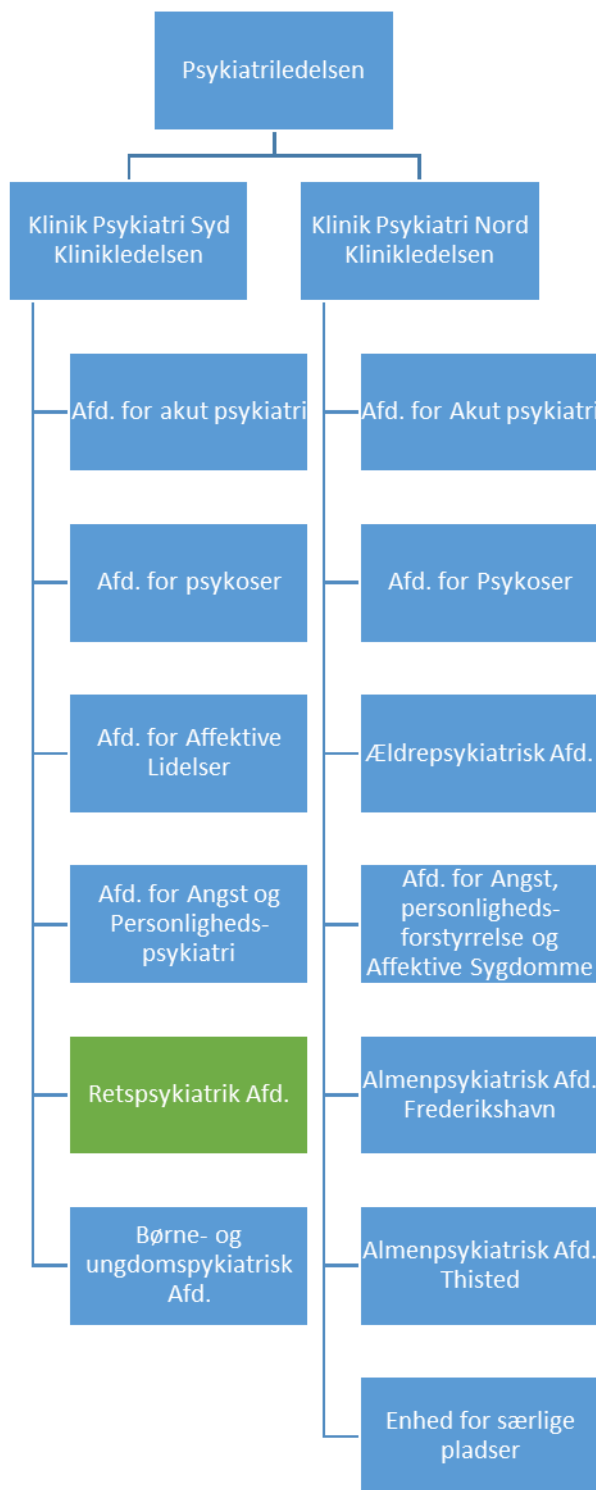 Psykiatriledelsen
Klinik Psykiatri Syd
Klinikledelsen
Afd. for akut psykiatri
Afd. for psykoser
Afd. for Affektive
Lidelser
Afd. for Angst og
Personligheds-
psykiatri
Retspsykiatrik Afd.
Børne- og
ungdomspykiatrisk
Afd.
Klinik Psykiatri Nord
Klinikledelsen
Afd. for Akut psykiatri
Afd. for Psykoser
Ældrepsykiatrisk Afd.
Afd. for Angst,
personligheds-
forstyrrelse og
Affektive Sygdomme
Almenpsykiatrisk Afd.
Frederikshavn
Almenpsykiatrisk Afd.
Thisted
Enhed for særlige
pladser